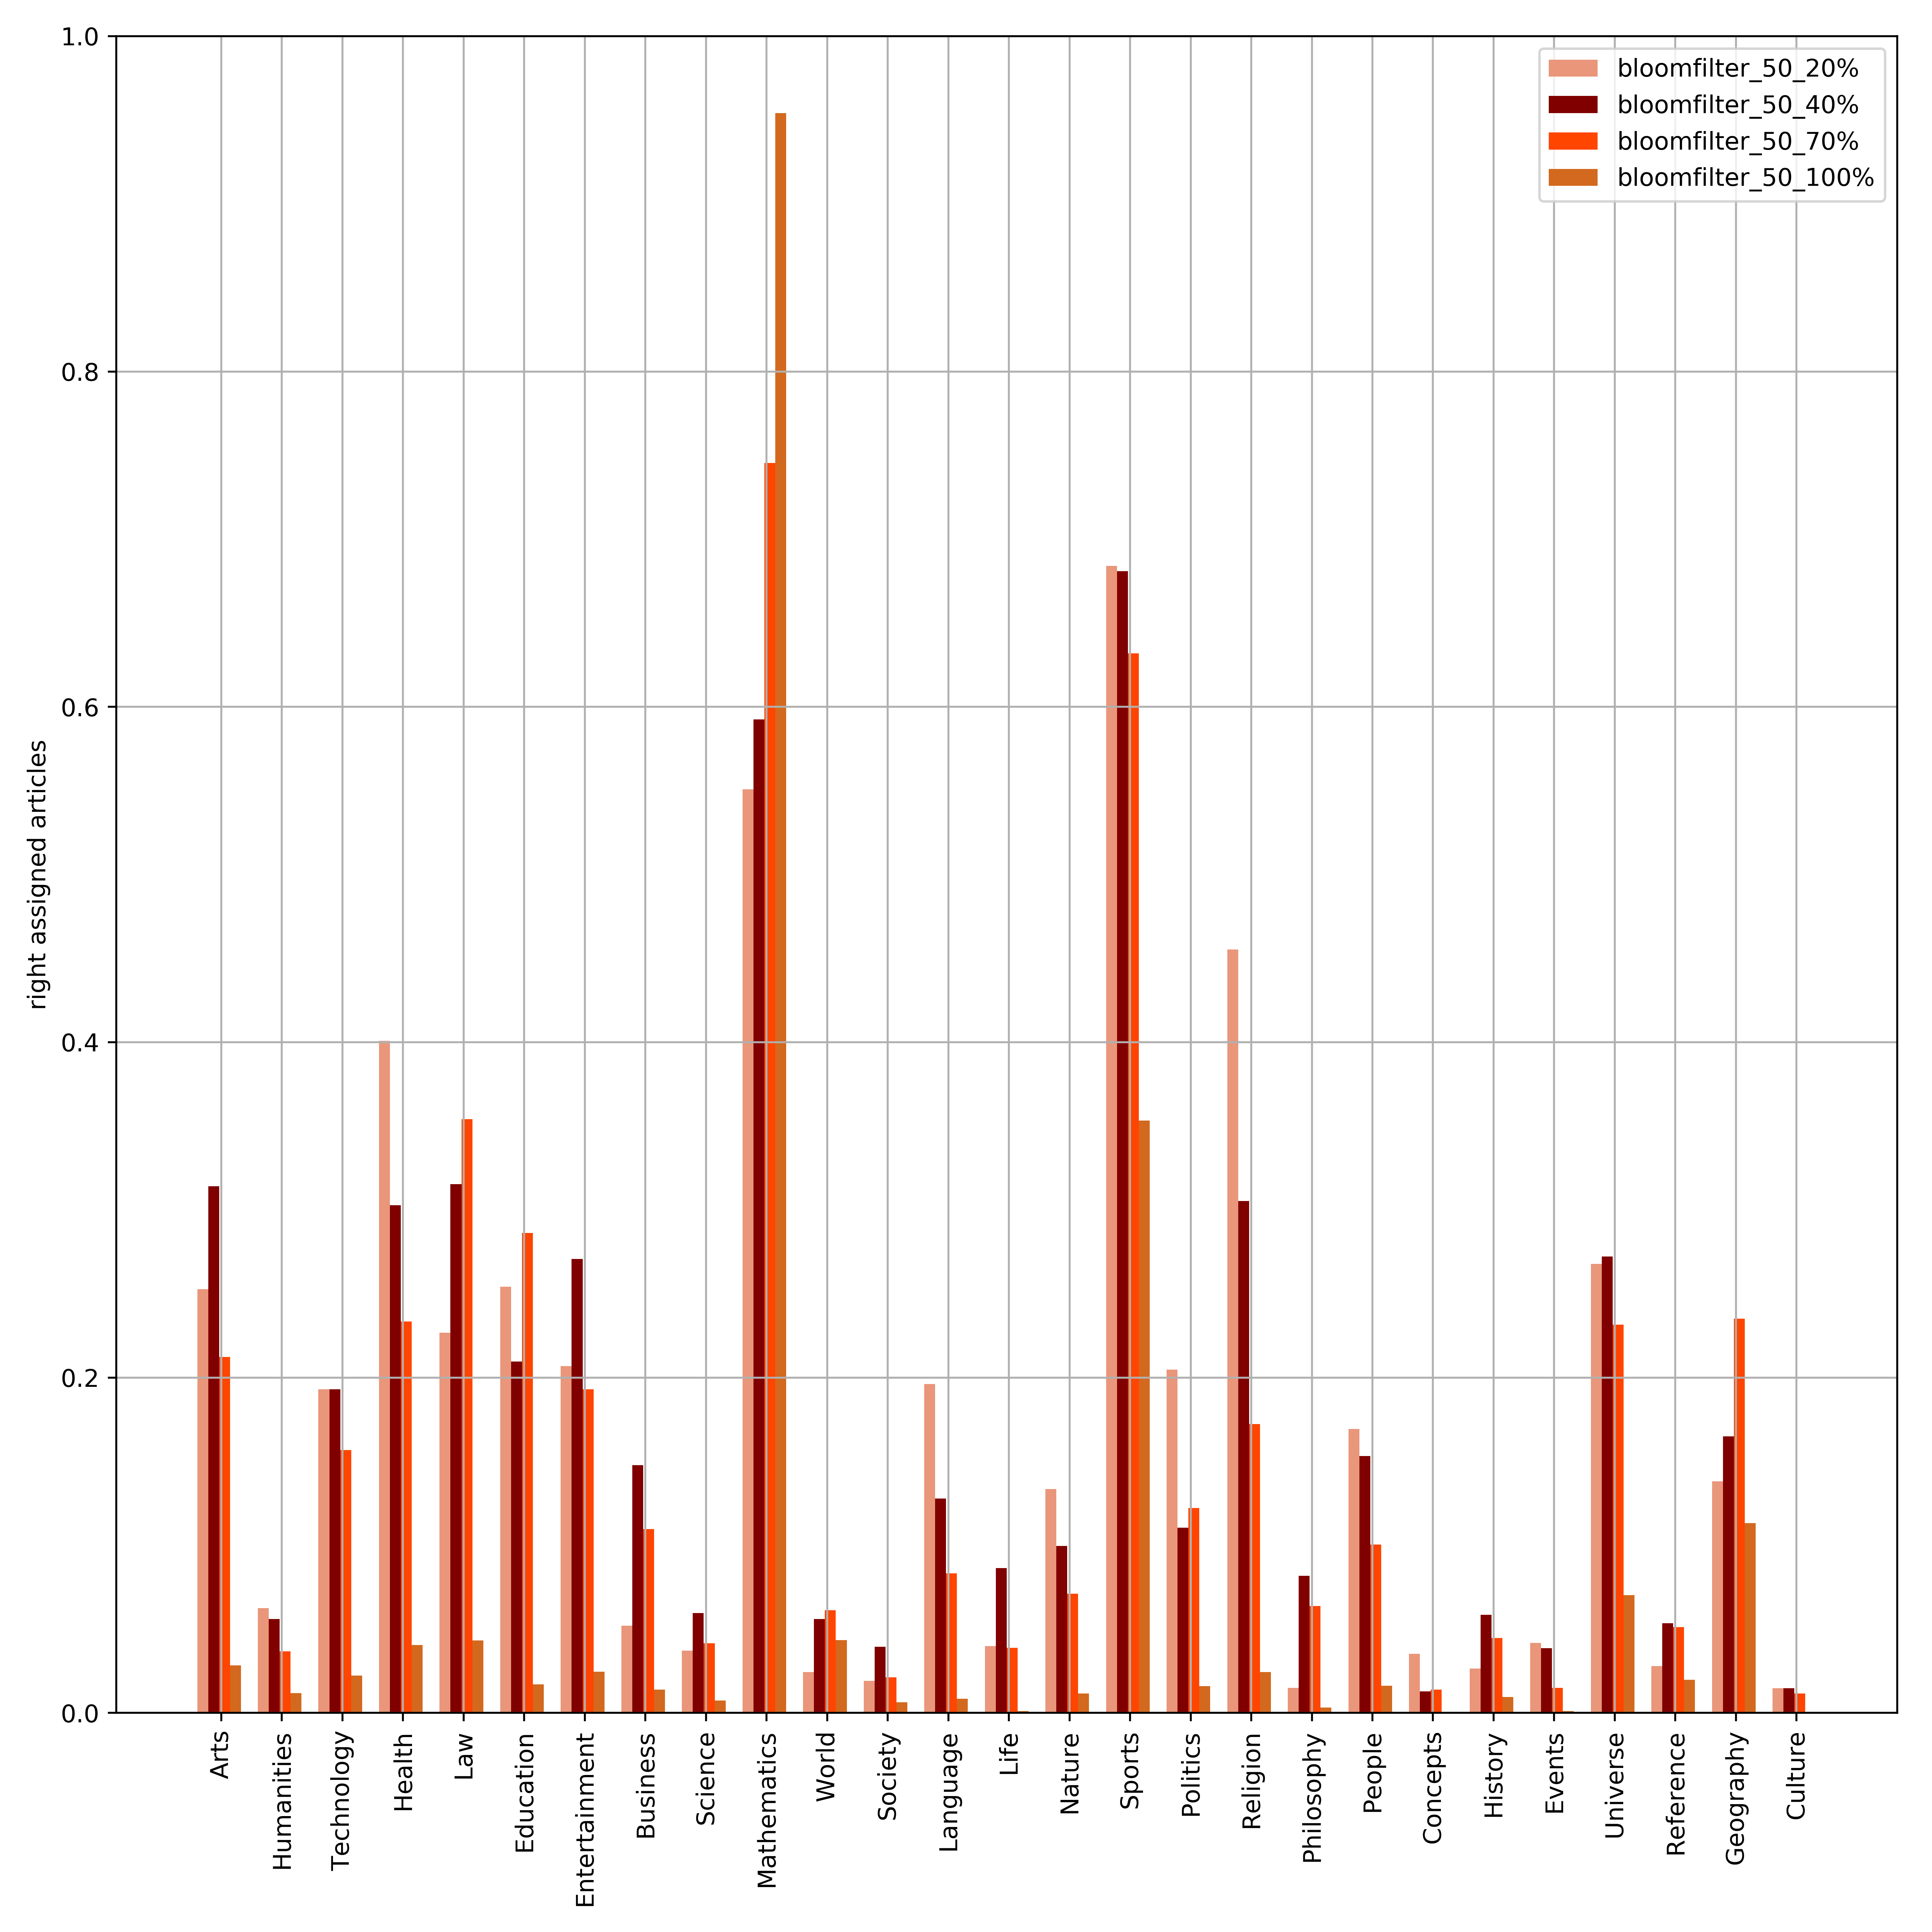 1.0
0.8
0.6
0.4
0.2
0.0
right assigned articles
bloomfilter_50_20%
bloomfilter_50_40%
bloomfilter_50_70%
bloomfilter_50_100%
Arts
Humanities
Technology
Health
Law
Education
Entertainment
Business
Science
Mathematics
World
Society
Language
Life
Nature
Sports
Politics
Religion
Philosophy
People
Concepts
History
Events
Universe
Reference
Geography
Culture